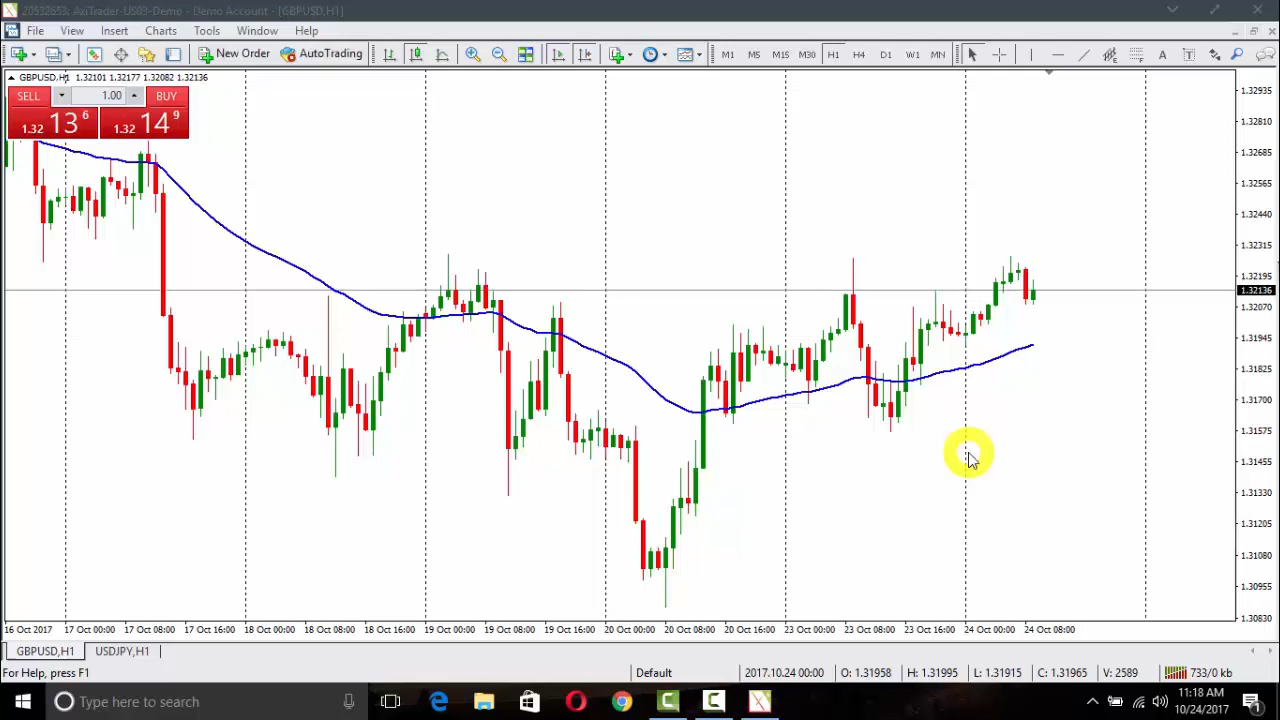 20532653: AxiTrader-US03-Demo - Demo Account - [GBPUSD,H1]
File View Insert Charts Tools Window Help
New Order AutoTrading M1 M5 M15 M30 H1 H4 D1 W1 MN A T
GBPUSD,H1 1.32101 1.32177 1.32082 1.32136
SELL 1.00 BUY
1.32 13 6 1.32 14 9
1.32935
1.32810
1.32685
1.32565
1.32440
1.32315
1.32195
1.32136
1.32070
1.31945
1.31825
1.31700
1.31575
1.31455
1.31330
1.31205
1.31080
1.30955
1.30830
16 Oct 2017 17 Oct 00:00 17 Oct 08:00 17 Oct 16:00 18 Oct 00:00 18 Oct 08:00 18 Oct 16:00 19 Oct 00:00 19 Oct 08:00 19 Oct 16:00 20 Oct 00:00 20 Oct 08:00 20 Oct 16:00 23 Oct 00:00 23 Oct 08:00 23 Oct 16:00 24 Oct 00:00 24 Oct 08:00
GBPUSD,H1 USDJPY,H1
For Help, press F1 Default 2017.10.24 00:00 O: 1.31958 H: 1.31995 L: 1.31915 C: 1.31965 V: 2589 733/0 kb
Type here to search
11:18 AM
10/24/2017